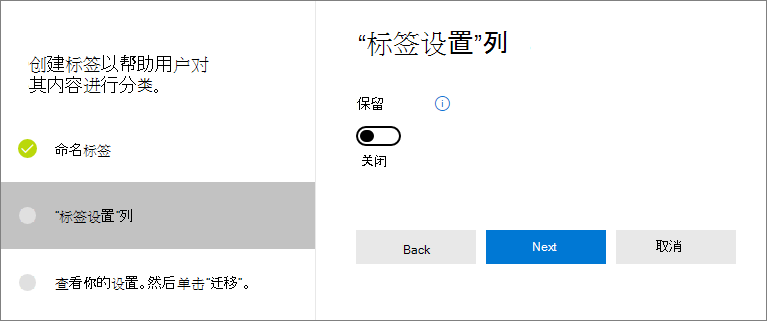 创建标签以帮助用户对
其内容进行分类。
命名标签
“标签设置”列
查看你的设置。然后单击“迁移”。
“标签设置”列
保留
关闭
Back
Next
取消